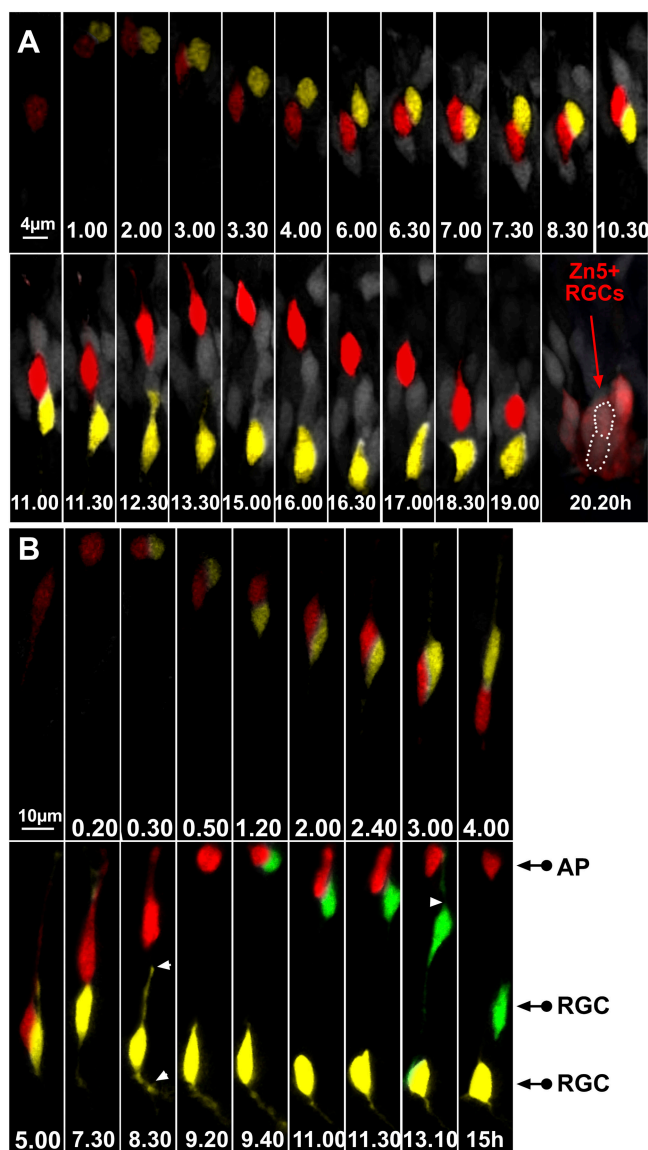 A
4µm
1.00 2.00 3.00 3.30 4.00 6.00 6.30 7.00 7.30 8.30 10.30
Zn5+
RGCs
11.00 11.30 12.30 13.30 15.00 16.00 16.30 17.00 18.30 19.00 20.20h
B
10µm
0.20 0.30 0.50 1.20 2.00 2.40 3.00 4.00
AP
RGC
RGC
5.00 7.30 8.30 9.20 9.40 11.00 11.30 13.10 15h